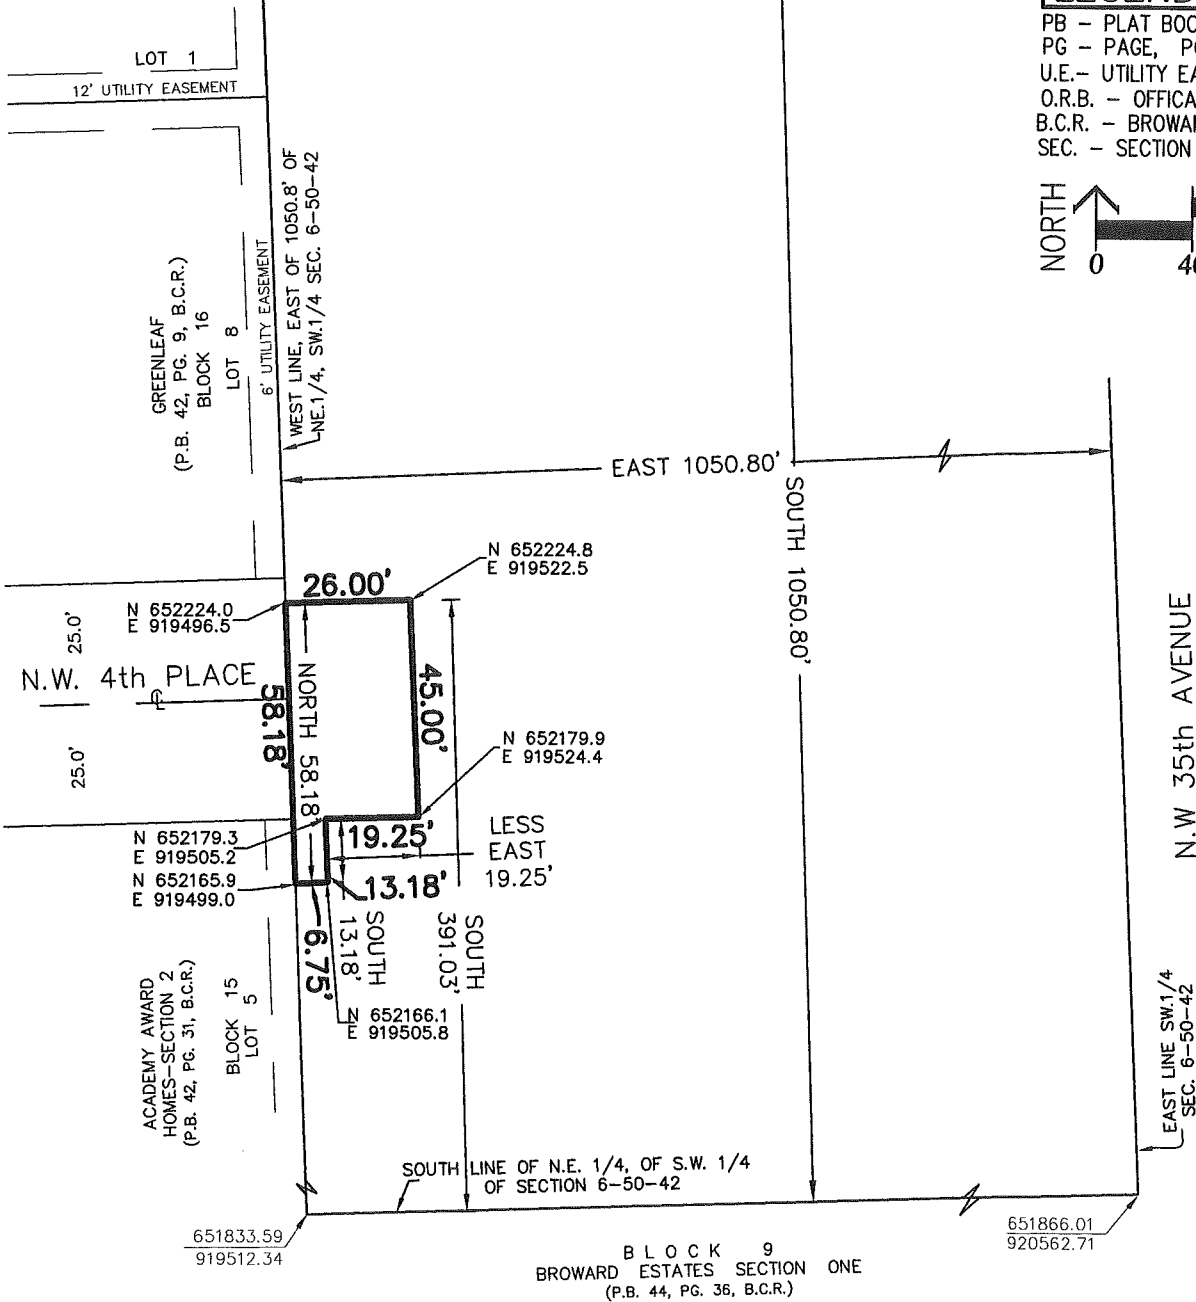 PB – PLAT
PG – PAGE,
U.E.– UTILITY
O.R.B. –
B.C.R. –
SEC. – SECTION
NORTH
0
LOT 1
12' UTILITY EASEMENT
WEST LINE, EAST OF 1050.8' OF
NE.1/4, SW.1/4 SEC. 6-50-42
6' UTILITY EASEMENT
GREENLEAF
(P.B. 42, PG. 9, B.C.R.)
BLOCK 16
LOT 8
EAST 1050.80'
SOUTH 1050.80'
N 652224.8
E 919522.5
26.00'
N 652224.0
E 919496.5
25.0'
N.W. 4th PLACE
℄
25.0'
58.18'
NORTH 58.18'
45.00'
N 652179.9
E 919524.4
N.W 35th AVENUE
N 652179.3
E 919505.2
N 652165.9
E 919499.0
19.25'
LESS
EAST
19.25'
13.18'
6.75'
SOUTH
13.18'
SOUTH
391.03'
N 652166.1
E 919505.8
ACADEMY AWARD
HOMES-SECTION 2
(P.B. 42, PG. 31, B.C.R.)
BLOCK 15
LOT 5
EAST LINE SW.1/4
SEC. 6-50-42
SOUTH LINE OF N.E. 1/4, OF S.W. 1/4
OF SECTION 6-50-42
651833.59
919512.34
651866.01
920562.71
BLOCK 9
BROWARD ESTATES SECTION ONE
(P.B. 44, PG. 36, B.C.R.)